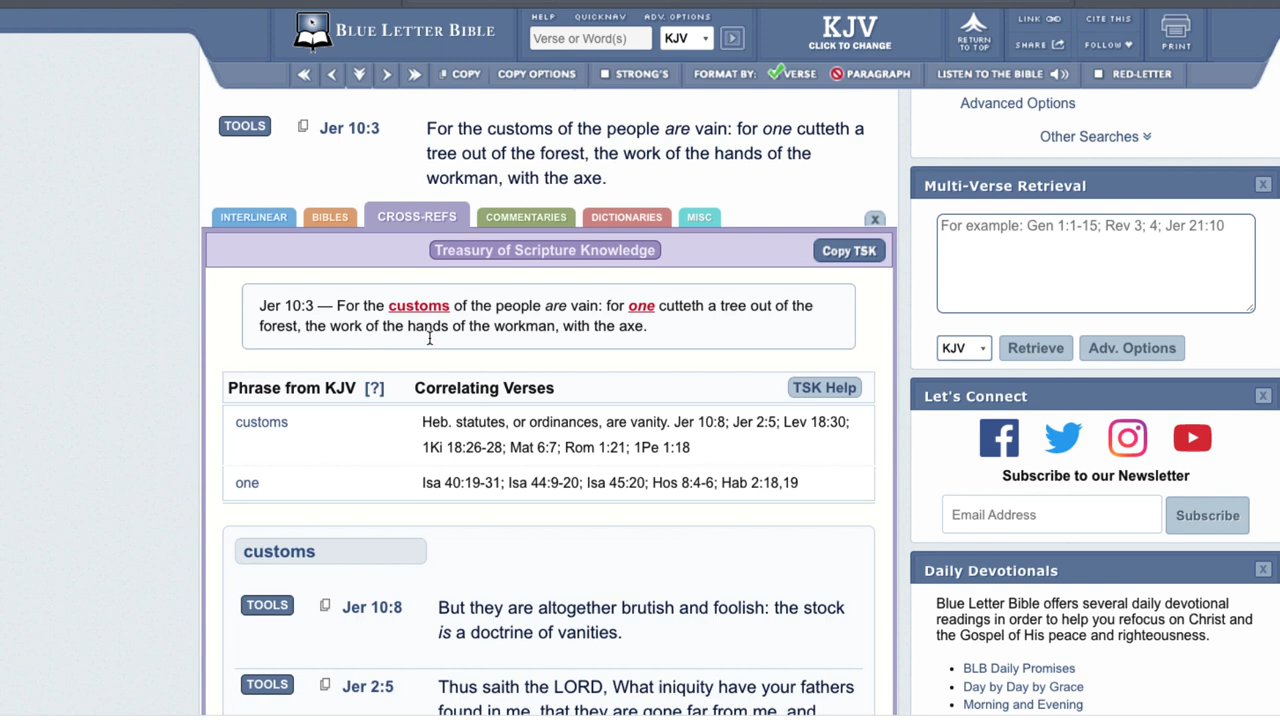 BLUE LETTER BIBLE
HELP QUICKNAV ADV. OPTIONS
Verse or Word(s) KJV
KJV
CLICK TO CHANGE
RETURN
TO TOP
LINK
SHARE
CITE THIS
FOLLOW
PRINT
COPY COPY OPTIONS STRONG'S FORMAT BY: VERSE PARAGRAPH LISTEN TO THE BIBLE RED-LETTER
TOOLS Jer 10:3 For the customs of the people are vain: for one cutteth a
tree out of the forest, the work of the hands of the
workman, with the axe.
INTERLINEAR BIBLES CROSS-REFS COMMENTARIES DICTIONARIES MISC x
Treasury of Scripture Knowledge Copy TSK
Jer 10:3 — For the customs of the people are vain: for one cutteth a tree out of the
forest, the work of the hands of the workman, with the axe.
Phrase from KJV [?] Correlating Verses TSK Help
customs Heb. statutes, or ordinances, are vanity. Jer 10:8; Jer 2:5; Lev 18:30;
1Ki 18:26-28; Mat 6:7; Rom 1:21; 1Pe 1:18
one Isa 40:19-31; Isa 44:9-20; Isa 45:20; Hos 8:4-6; Hab 2:18,19
customs
TOOLS Jer 10:8 But they are altogether brutish and foolish: the stock
is a doctrine of vanities.
TOOLS Jer 2:5 Thus saith the LORD, What iniquity have your fathers
found in me, that they are gone far from me, and
Advanced Options
Other Searches
Multi-Verse Retrieval X
For example: Gen 1:1-15; Rev 3; 4; Jer 21:10
KJV Retrieve Adv. Options
Let's Connect X
Subscribe to our Newsletter
Email Address Subscribe
Daily Devotionals X
Blue Letter Bible offers several daily devotional
readings in order to help you refocus on Christ and
the Gospel of His peace and righteousness.
• BLB Daily Promises
• Day by Day by Grace
• Morning and Evening